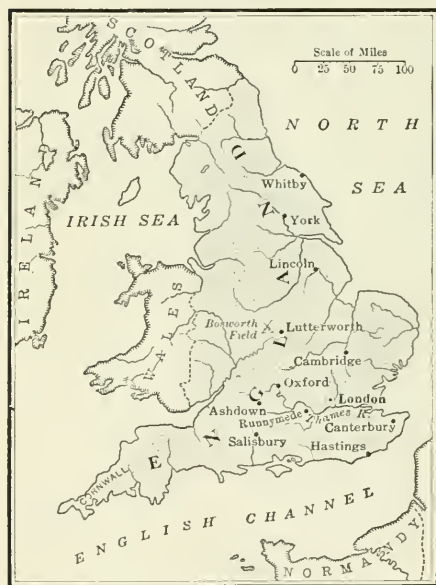 SCOTLAND
Scale of Miles
0 25 50 75 100
NORTH
SEA
IRELAND
IRISH SEA
ENGLAND
Whitby
York
Lincoln
WALES
Bosworth
Field X
Lutterworth
Cambridge
Oxford
London
Ashdown
Runnymede
Thames R.
Canterbury
Salisbury
Hastings
CORNWALL
ENGLISH CHANNEL
NORMANDY